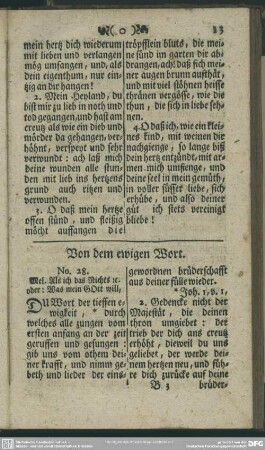 ❧ (. o .) ❧ 13
mein hertz dich wiederum
mit lieben und verlangen
mög umfangen, und, als
dein eigenthum, nur ein-
tzig an dir hangen!
2. Mein Heyland, du
bist mir zu lieb in noth und
tod gegangen, und hast am
creutz als wie ein dieb und
mörder da gehangen, ver-
höhnt, verspeyt und sehr
verwundt: ach laß mich
deine wunden alle stun-
den mit lieb ins hertzens
grund auch ritzen und
verwunden.
3. O daß mein hertze
offen stünd, und fleißig
möcht auffangen die
tröpfflein bluts, die mei-
ne sünd im garten dir ab-
drangen, ach! daß sich mei-
ner augen brunn aufthät,
und mit viel stöhnen heisse
thränen vergösse, wie die
thun, die sich in liebe seh-
nen.
4. O daß ich, wie ein klei-
nes kind, mit weinen dir
nachgienge, so lange biß
dein hertz entzündt, mit ar-
men mich umfienge, und
deine seel in mein gemüth,
in voller süsser liebe, sich
erhübe, und also deiner
güt ich stets vereinigt
bliebe!
Von dem ewigen Wort.
No. 28.
Mel. Als ich das Nichts ꝛc.
oder: Was mein GOtt will;
DU Wort der tieffen e-
wigkeit, * durch
welches alle zungen vom
ersten anfang an der zeit
geruffen und gesungen:
gib uns vom othem dei-
ner krafft, und nimm ge-
beth und lieder der eins-
gewordnen brüderschafft
aus deiner fülle wieder.
* Joh. 1, v. 1,
2. Gedencke nicht der
Majestät, die deinen
thron umgiebet: der
trieb der dich ans creutz
erhöht, dieweil du uns
geliebet, der werde dei-
nem hertzen neu, und füh-
re dich zurücke auf deine
B 3 brüder-